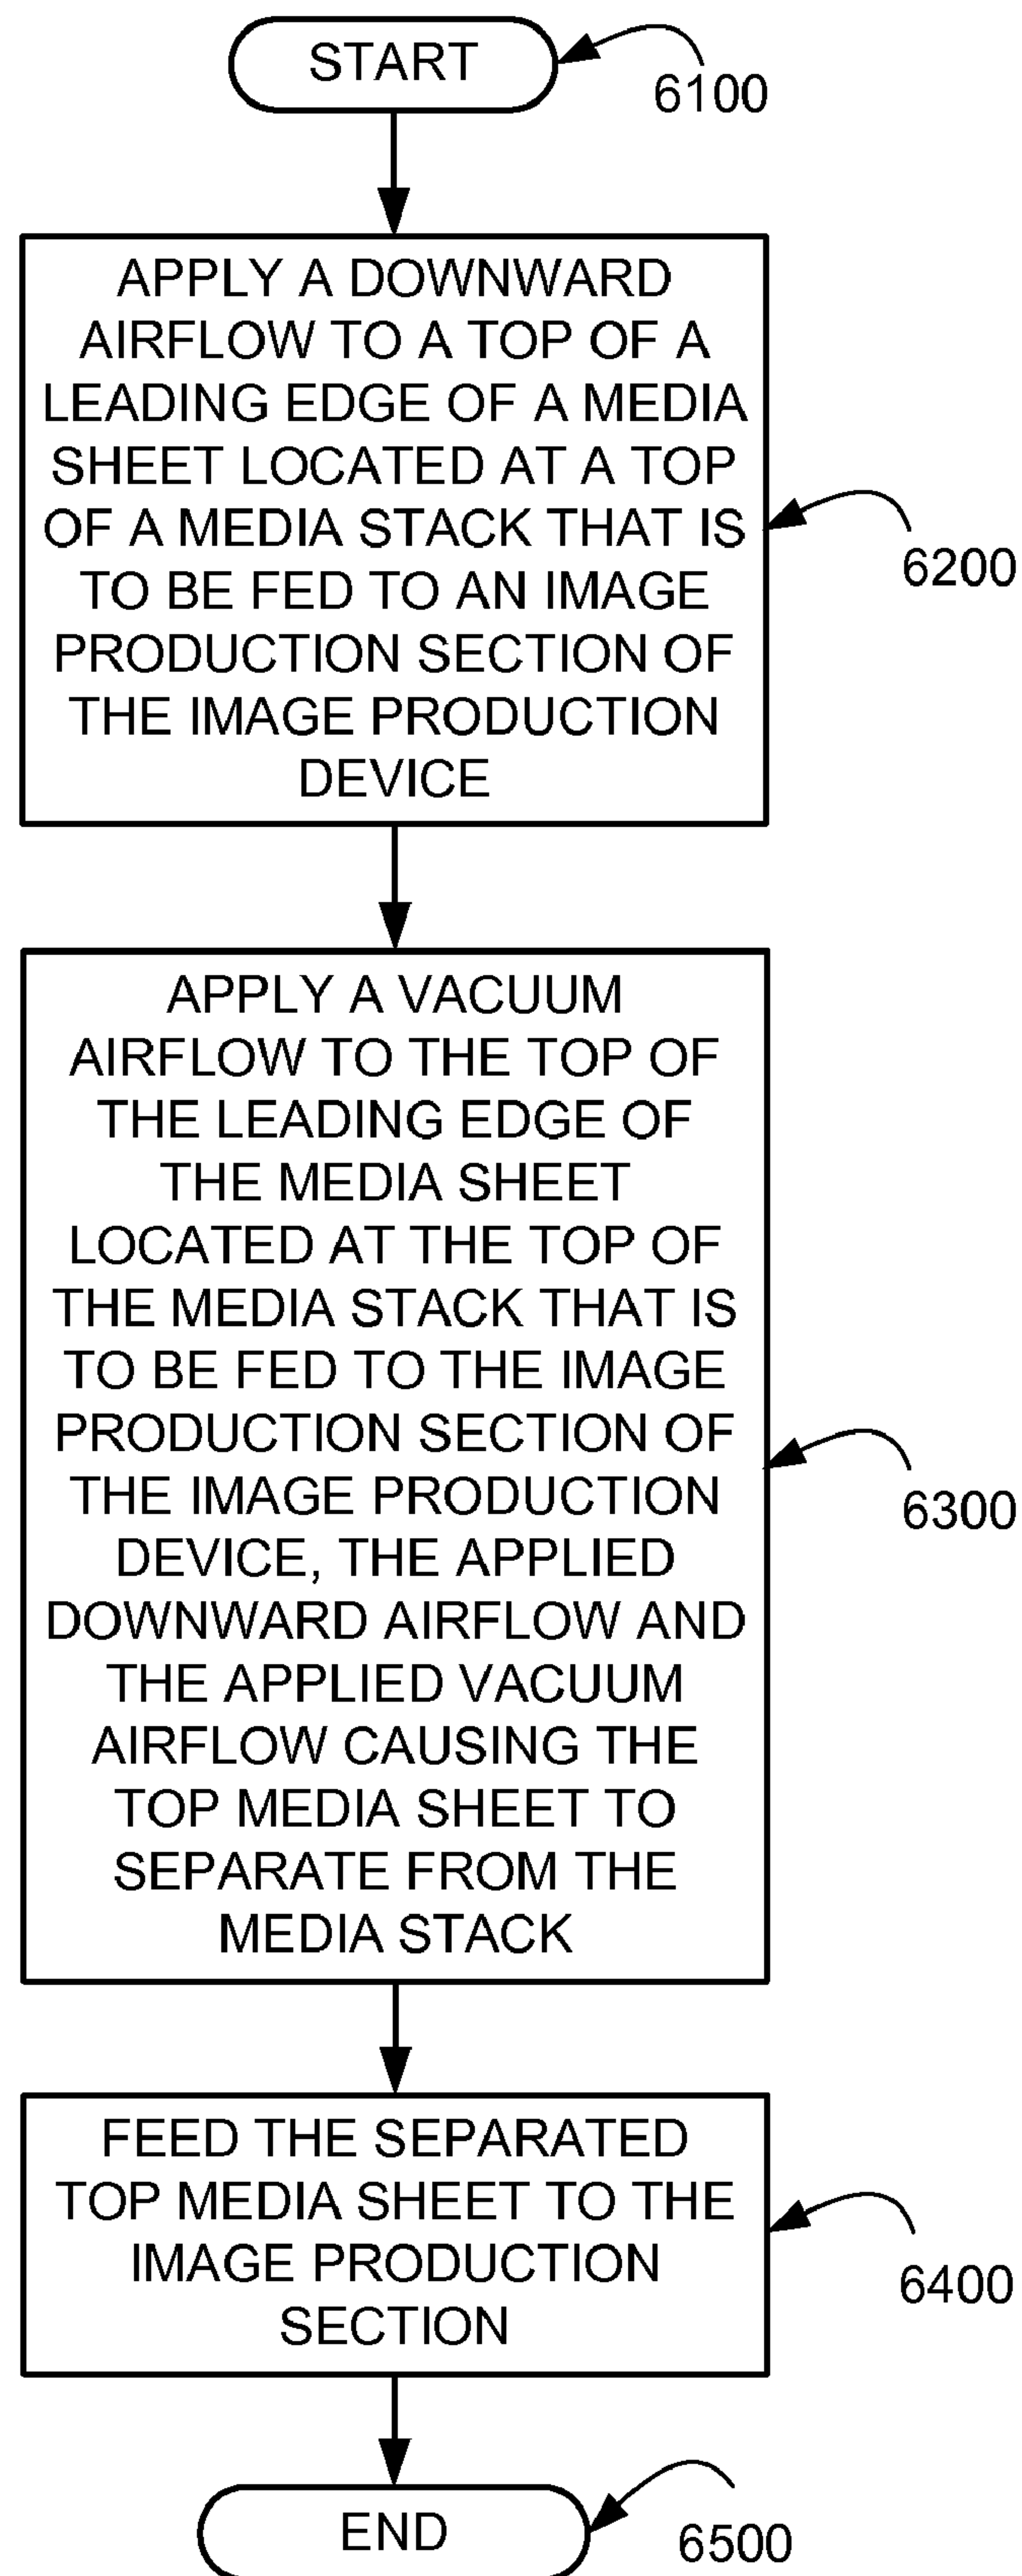 START
6100
APPLY A DOWNWARD
AIRFLOW TO A TOP OF A
LEADING EDGE OF A MEDIA
SHEET LOCATED AT A TOP
OF A MEDIA STACK THAT IS
TO BE FED TO AN IMAGE
PRODUCTION SECTION OF
THE IMAGE PRODUCTION
DEVICE
6200
APPLY A VACUUM
AIRFLOW TO THE TOP OF
THE LEADING EDGE OF
THE MEDIA SHEET
LOCATED AT THE TOP OF
THE MEDIA STACK THAT IS
TO BE FED TO THE IMAGE
PRODUCTION SECTION OF
THE IMAGE PRODUCTION
DEVICE, THE APPLIED
DOWNWARD AIRFLOW AND
THE APPLIED VACUUM
AIRFLOW CAUSING THE
TOP MEDIA SHEET TO
SEPARATE FROM THE
MEDIA STACK
6300
FEED THE SEPARATED
TOP MEDIA SHEET TO THE
IMAGE PRODUCTION
SECTION
6400
END
6500